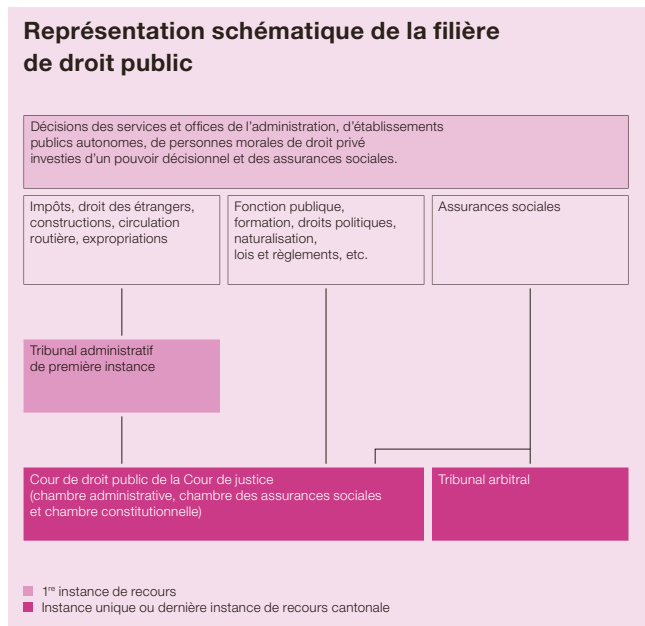 Représentation schématique de la filière
de droit public
Décisions des services et offices de l'administration, d'établissements
publics autonomes, de personnes morales de droit privé
investies d'un pouvoir décisionnel et des assurances sociales.
Impôts, droit des étrangers,
constructions, circulation
routière, expropriations
Fonction publique,
formation, droits politiques,
naturalisation,
lois et règlements, etc.
Assurances sociales
Tribunal administratif
de première instance
Cour de droit public de la Cour de justice
(chambre administrative, chambre des assurances sociales
et chambre constitutionnelle)
Tribunal arbitral
1re instance de recours
Instance unique ou dernière instance de recours cantonale